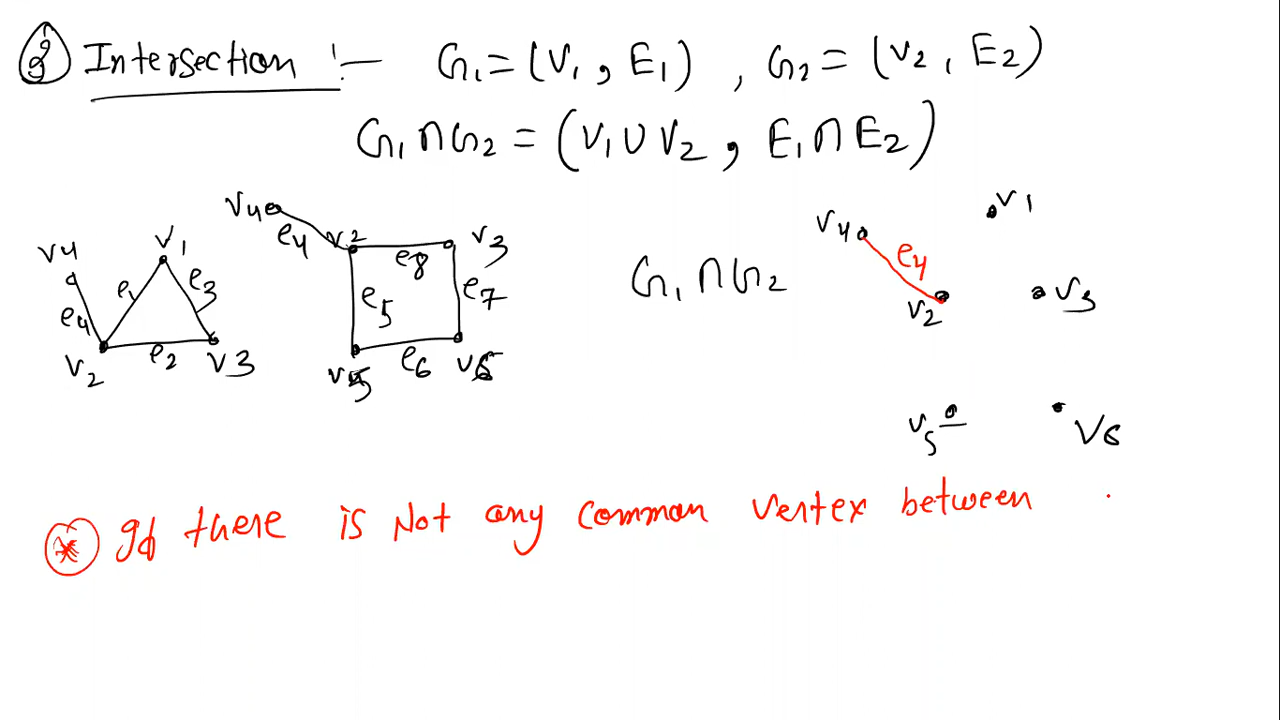 3 Intersection :- G1 = (V1, E1), G2 = (V2, E2)
G1 ∩ G2 = (V1 ∪ V2, E1 ∩ E2)
v4 v1 e1 e3 e4 v2 e2 v3
v4 e4 v2 e8 v3 e5 e7 v5 e6 v6
G1 ∩ G2
v4 e4 v2 v1 v3 v5 v6
* If there is Not any common vertex between